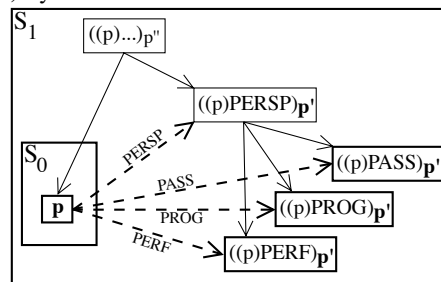 S₁
((p)...)p''
((p)PERSP)p'
S₀
p
PERSP
PASS
PROG
PERF
((p)PASS)p'
((p)PROG)p'
((p)PERF)p'